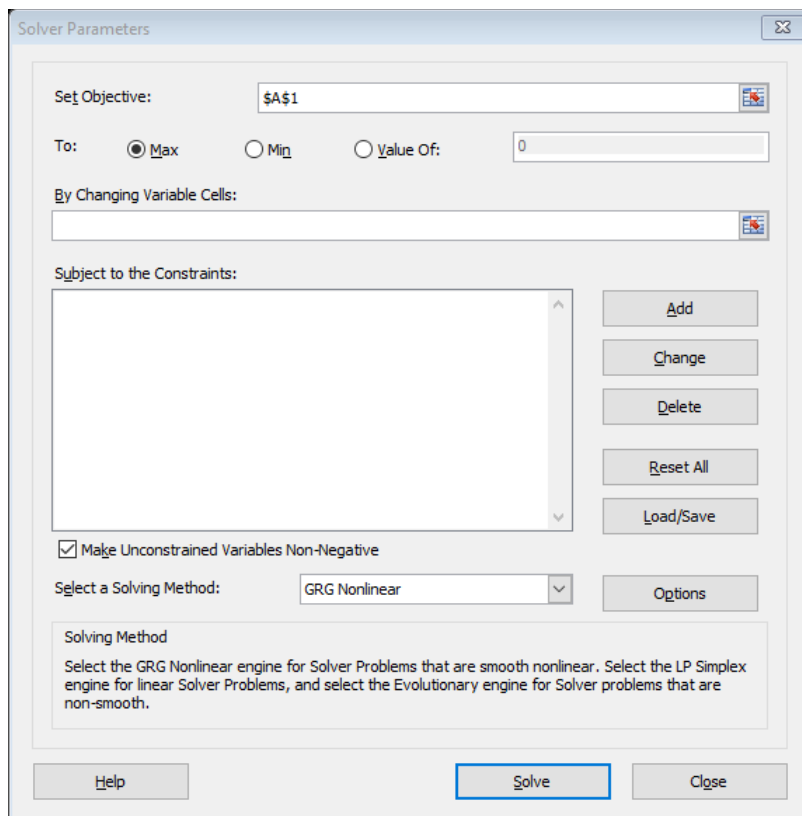 Solver Parameters
Set Objective: $A$1
To: Max Min Value Of: 0
By Changing Variable Cells:
Subject to the Constraints:
Add
Change
Delete
Reset All
Load/Save
Make Unconstrained Variables Non-Negative
Select a Solving Method: GRG Nonlinear Options
Solving Method
Select the GRG Nonlinear engine for Solver Problems that are smooth nonlinear. Select the LP Simplex
engine for linear Solver Problems, and select the Evolutionary engine for Solver problems that are
non-smooth.
Help Solve Close